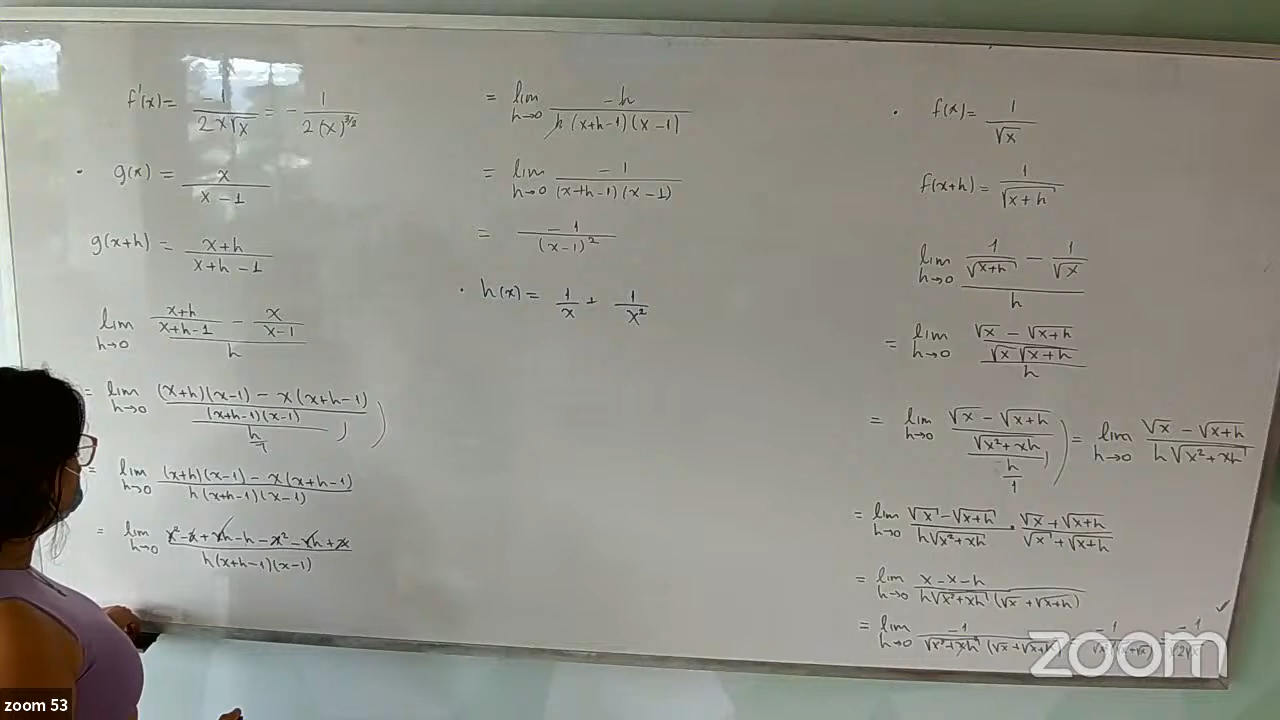 f'(x) = -1/(2x√x) = - 1/(2(x)^(3/2))
· g(x) = x/(x-1)
g(x+h) = (x+h)/(x+h-1)
lim h→0 ((x+h)/(x+h-1) - x/(x-1))/h
= lim h→0 (((x+h)(x-1) - x(x+h-1))/((x+h-1)(x-1)))/(h/1)
= lim h→0 ((x+h)(x-1) - x(x+h-1))/(h(x+h-1)(x-1))
= lim h→0 (x² - x + xh - h - x² - xh + x)/(h(x+h-1)(x-1))
= lim h→0 -h/(h(x+h-1)(x-1))
= lim h→0 -1/((x+h-1)(x-1))
= -1/(x-1)²
· h(x) = 1/x + 1/x²
· f(x) = 1/√x
f(x+h) = 1/√(x+h)
lim h→0 (1/√(x+h) - 1/√x)/h
= lim h→0 ((√x - √(x+h))/(√x √(x+h)))/h
= lim h→0 ((√x - √(x+h))/√(x²+xh))/(h/1) = lim h→0 (√x - √(x+h))/(h√(x²+xh))
= lim h→0 (√x - √(x+h))/(h√(x²+xh)) · (√x + √(x+h))/(√x + √(x+h))
= lim h→0 (x-x-h)/(h√(x²+xh) (√x + √(x+h)))
= lim h→0 -1/(√(x²+xh) (√x + √(x+h)))
zoom
zoom 53